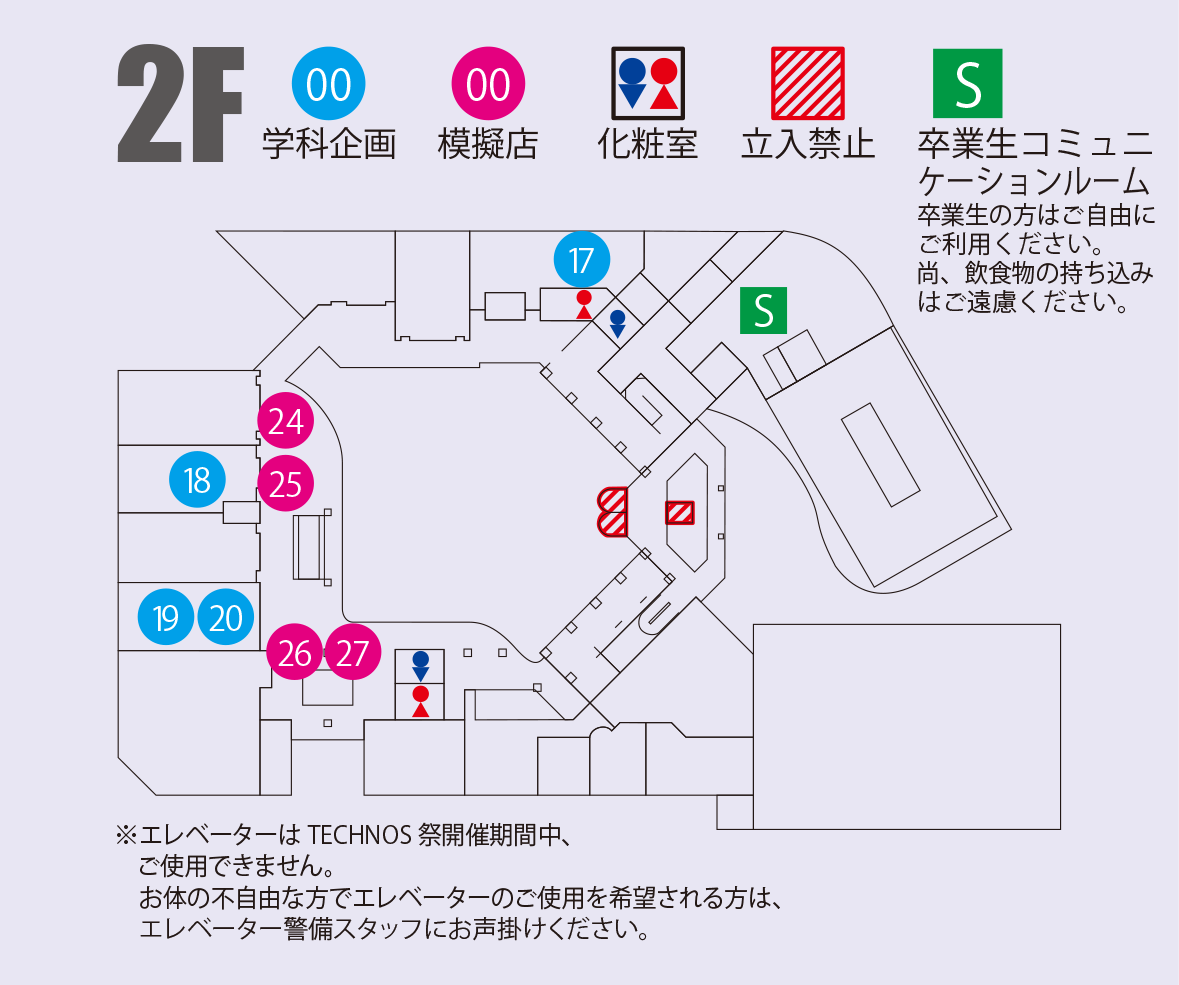 2F
00
学科企画
00
模擬店
化粧室
立入禁止
S
卒業生コミュニ
ケーションルーム
卒業生の方はご自由に
ご利用ください。
尚、飲食物の持ち込み
はご遠慮ください。
17
S
24
18
25
19
20
26
27
※エレベーターは TECHNOS 祭開催期間中、
ご使用できません。
お体の不自由な方でエレベーターのご使用を希望される方は、
エレベーター警備スタッフにお声掛けください。